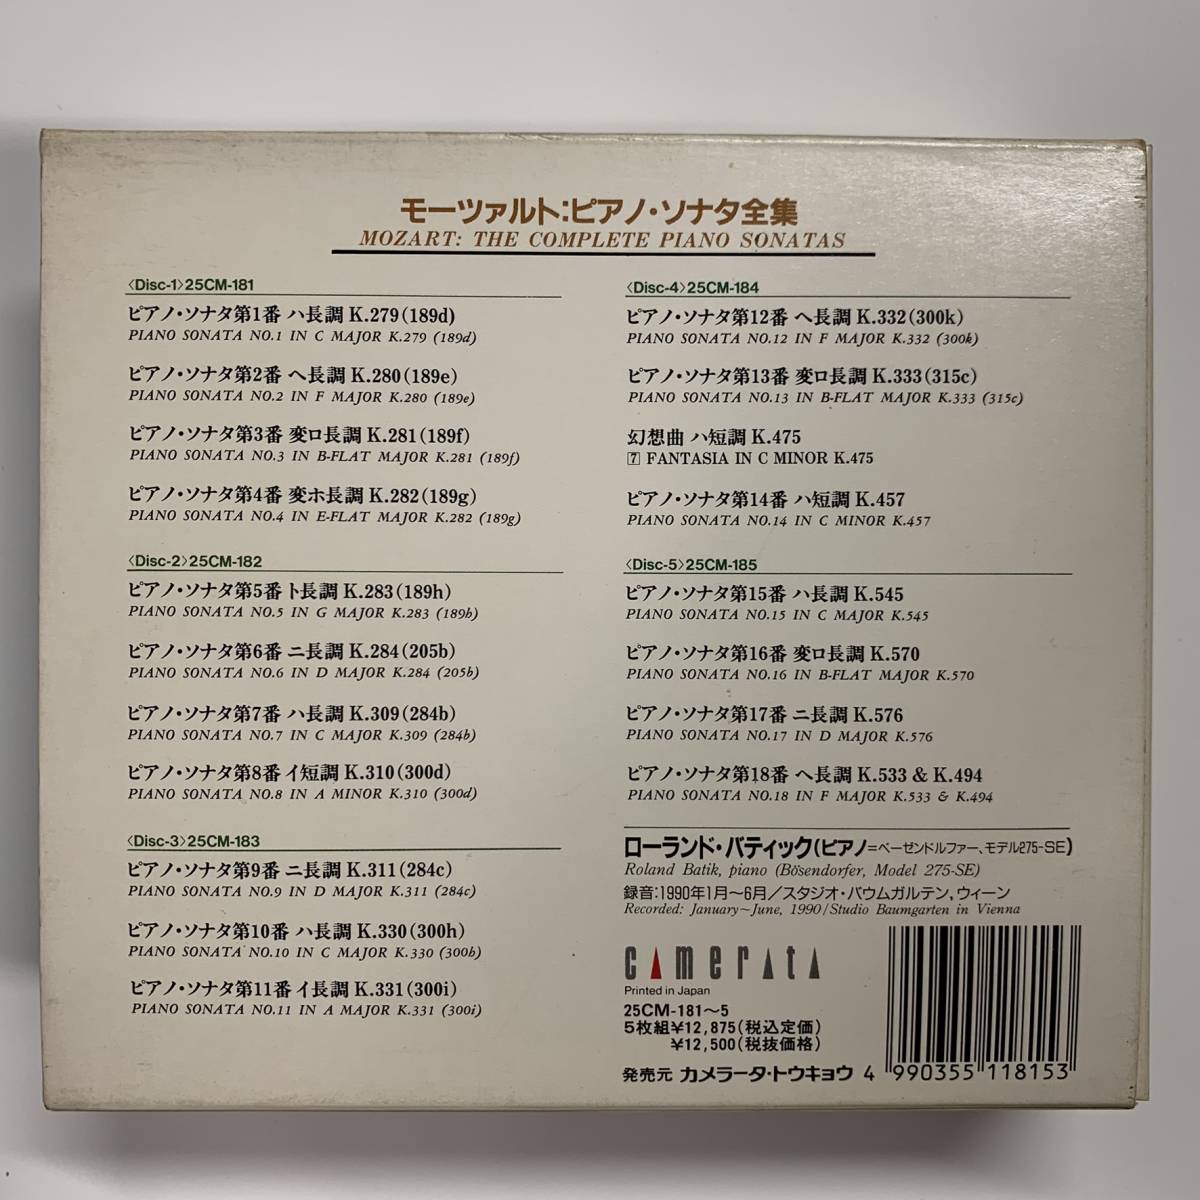 モーツァルト:ピアノ・ソナタ全集
MOZART: THE COMPLETE PIANO SONATAS
〈Disc-1〉25CM-181
ピアノ・ソナタ第1番 ハ長調 K.279(189d)
PIANO SONATA NO.1 IN C MAJOR K.279 (189d)
ピアノ・ソナタ第2番 ヘ長調 K.280(189e)
PIANO SONATA NO.2 IN F MAJOR K.280 (189e)
ピアノ・ソナタ第3番 変ロ長調 K.281(189f)
PIANO SONATA NO.3 IN B-FLAT MAJOR K.281 (189f)
ピアノ・ソナタ第4番 変ホ長調 K.282(189g)
PIANO SONATA NO.4 IN E-FLAT MAJOR K.282 (189g)
〈Disc-2〉25CM-182
ピアノ・ソナタ第5番 ト長調 K.283(189h)
PIANO SONATA NO.5 IN G MAJOR K.283 (189h)
ピアノ・ソナタ第6番 ニ長調 K.284(205b)
PIANO SONATA NO.6 IN D MAJOR K.284 (205b)
ピアノ・ソナタ第7番 ハ長調 K.309(284b)
PIANO SONATA NO.7 IN C MAJOR K.309 (284b)
ピアノ・ソナタ第8番 イ短調 K.310(300d)
PIANO SONATA NO.8 IN A MINOR K.310 (300d)
〈Disc-3〉25CM-183
ピアノ・ソナタ第9番 ニ長調 K.311(284c)
PIANO SONATA NO.9 IN D MAJOR K.311 (284c)
ピアノ・ソナタ第10番 ハ長調 K.330(300h)
PIANO SONATA NO.10 IN C MAJOR K.330 (300h)
ピアノ・ソナタ第11番 イ長調 K.331(300i)
PIANO SONATA NO.11 IN A MAJOR K.331 (300i)
〈Disc-4〉25CM-184
ピアノ・ソナタ第12番 ヘ長調 K.332(300k)
PIANO SONATA NO.12 IN F MAJOR K.332 (300k)
ピアノ・ソナタ第13番 変ロ長調 K.333(315c)
PIANO SONATA NO.13 IN B-FLAT MAJOR K.333 (315c)
幻想曲 ハ短調 K.475
7 FANTASIA IN C MINOR K.475
ピアノ・ソナタ第14番 ハ短調 K.457
PIANO SONATA NO.14 IN C MINOR K.457
〈Disc-5〉25CM-185
ピアノ・ソナタ第15番 ハ長調 K.545
PIANO SONATA NO.15 IN C MAJOR K.545
ピアノ・ソナタ第16番 変ロ長調 K.570
PIANO SONATA NO.16 IN B-FLAT MAJOR K.570
ピアノ・ソナタ第17番 ニ長調 K.576
PIANO SONATA NO.17 IN D MAJOR K.576
ピアノ・ソナタ第18番 ヘ長調 K.533 & K.494
PIANO SONATA NO.18 IN F MAJOR K.533 & K.494
ローランド・バティック(ピアノ=ベーゼンドルファー、モデル275-SE)
Roland Batik, piano (Bösendorfer, Model 275-SE)
録音:1990年1月〜6月/スタジオ・バウムガルテン,ウィーン
Recorded: January~June, 1990/Studio Baumgarten in Vienna
camerata
Printed in Japan
25CM-181〜5
5枚組¥12,875(税込定価)
¥12,500(税抜価格)
発売元 カメラータ・トウキョウ
4 990355 118153